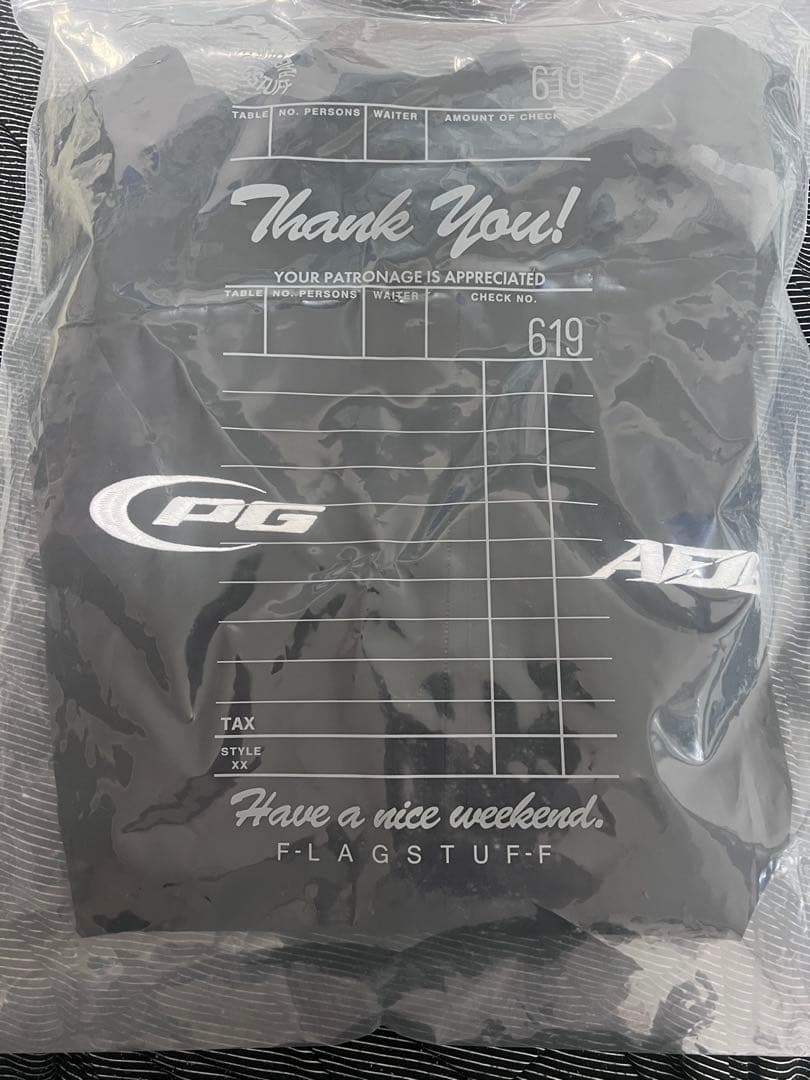 619
TABLE NO. PERSONS WAITER AMOUNT OF CHECK
Thank You!
YOUR PATRONAGE IS APPRECIATED
TABLE NO. PERSONS WAITER CHECK NO.
619
PG
TAX
STYLE
XX
Have a nice weekend.
F-LAGSTUF-F